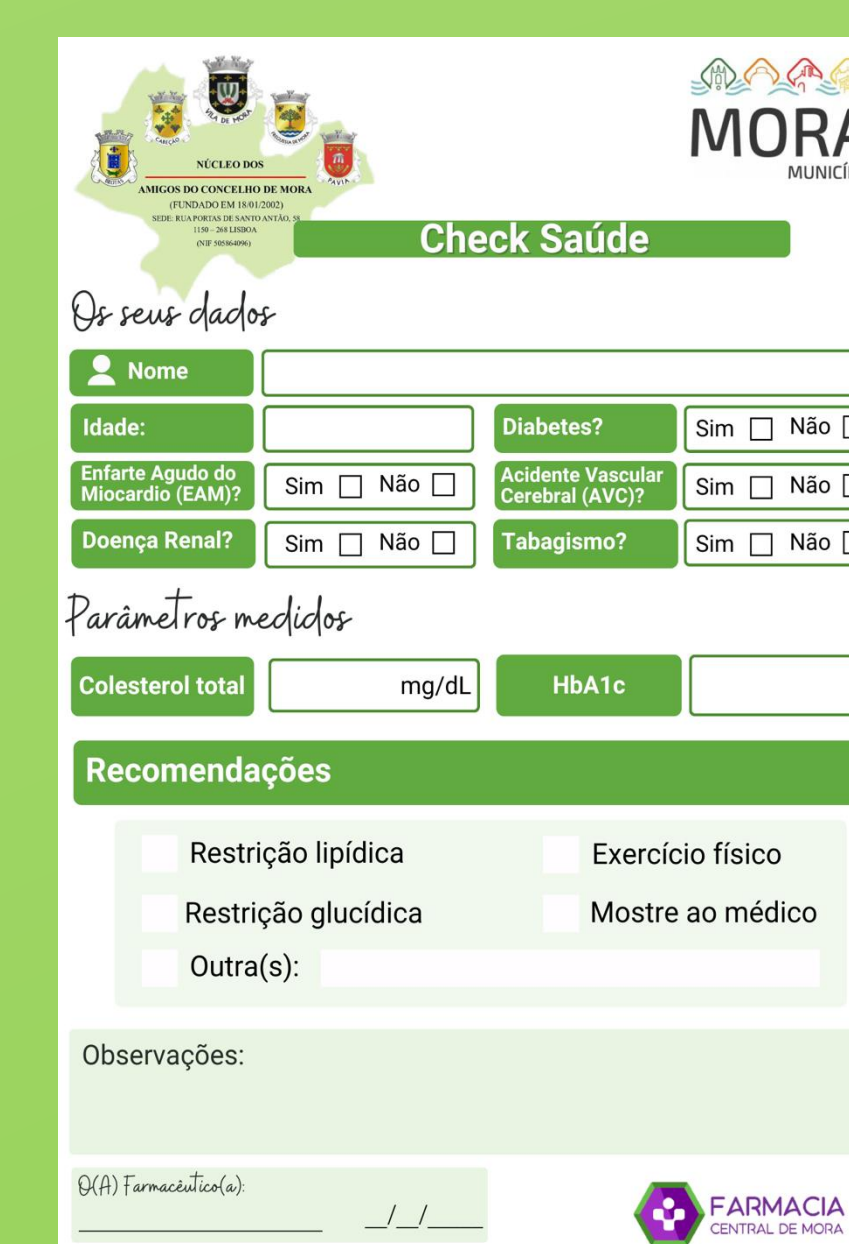 CABEÇÃO
VILA DE MORA
FREGUESIA DE MORA
BROTAS
PAVIA
NÚCLEO DOS
AMIGOS DO CONCELHO DE MORA
(FUNDADO EM 18/01/2002)
SEDE: RUA PORTAS DE SANTO ANTÃO, 58
1150 – 268 LISBOA
(NIF 505864096)
MORA
MUNICÍ
Check Saúde
Os seus dados
Nome
Idade:
Diabetes? Sim Não
Enfarte Agudo do
Miocardio (EAM)? Sim Não
Acidente Vascular
Cerebral (AVC)? Sim Não
Doença Renal? Sim Não
Tabagismo? Sim Não
Parâmetros medidos
Colesterol total mg/dL HbA1c
Recomendações
Restrição lipídica
Exercício físico
Restrição glucídica
Mostre ao médico
Outra(s):
Observações:
O(A) Farmacêutico(a):
__/__/____
FARMACIA
CENTRAL DE MORA